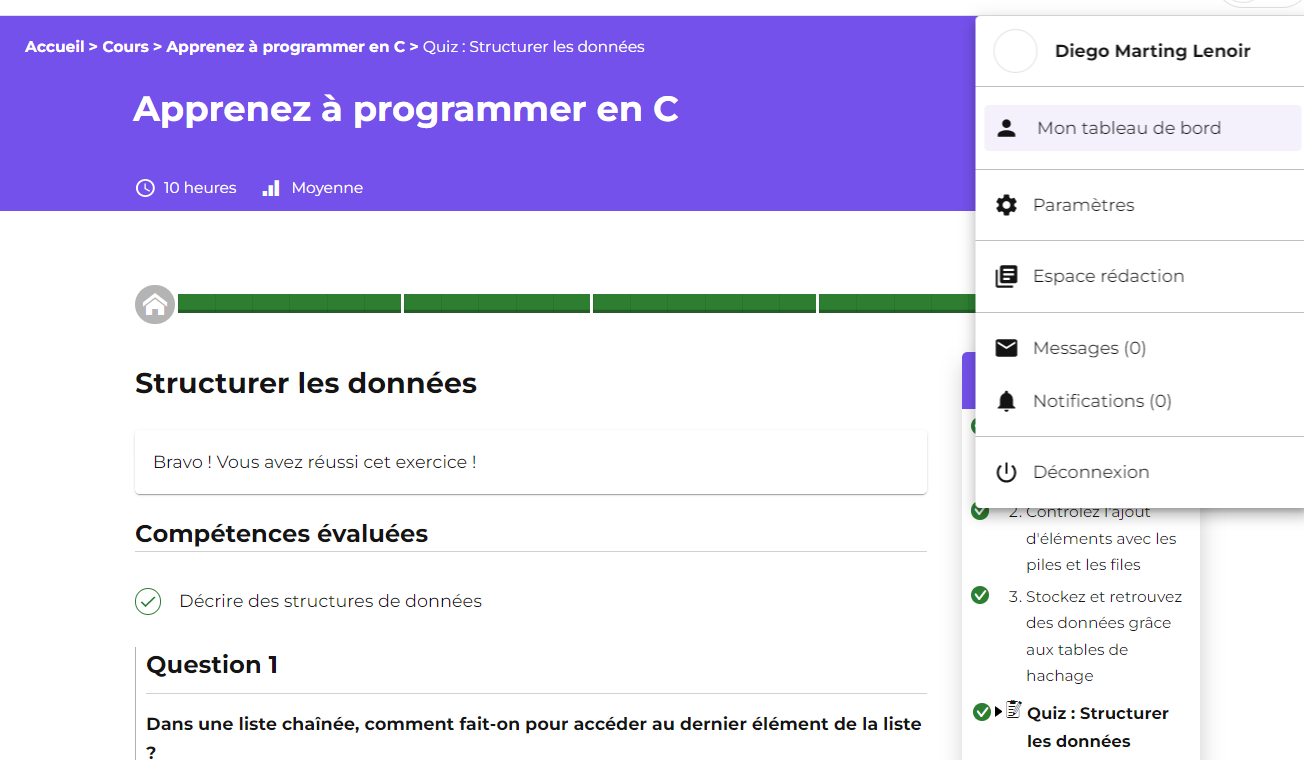 Accueil > Cours > Apprenez à programmer en C > Quiz : Structurer les données
Apprenez à programmer en C
10 heures
Moyenne
Diego Marting Lenoir
Mon tableau de bord
Paramètres
Espace rédaction
Messages (0)
Notifications (0)
Déconnexion
Structurer les données
Bravo ! Vous avez réussi cet exercice !
Compétences évaluées
Décrire des structures de données
Question 1
Dans une liste chaînée, comment fait-on pour accéder au dernier élément de la liste
?
2. Contrôlez l'ajout
d'éléments avec les
piles et les files
3. Stockez et retrouvez
des données grâce
aux tables de
hachage
Quiz : Structurer
les données